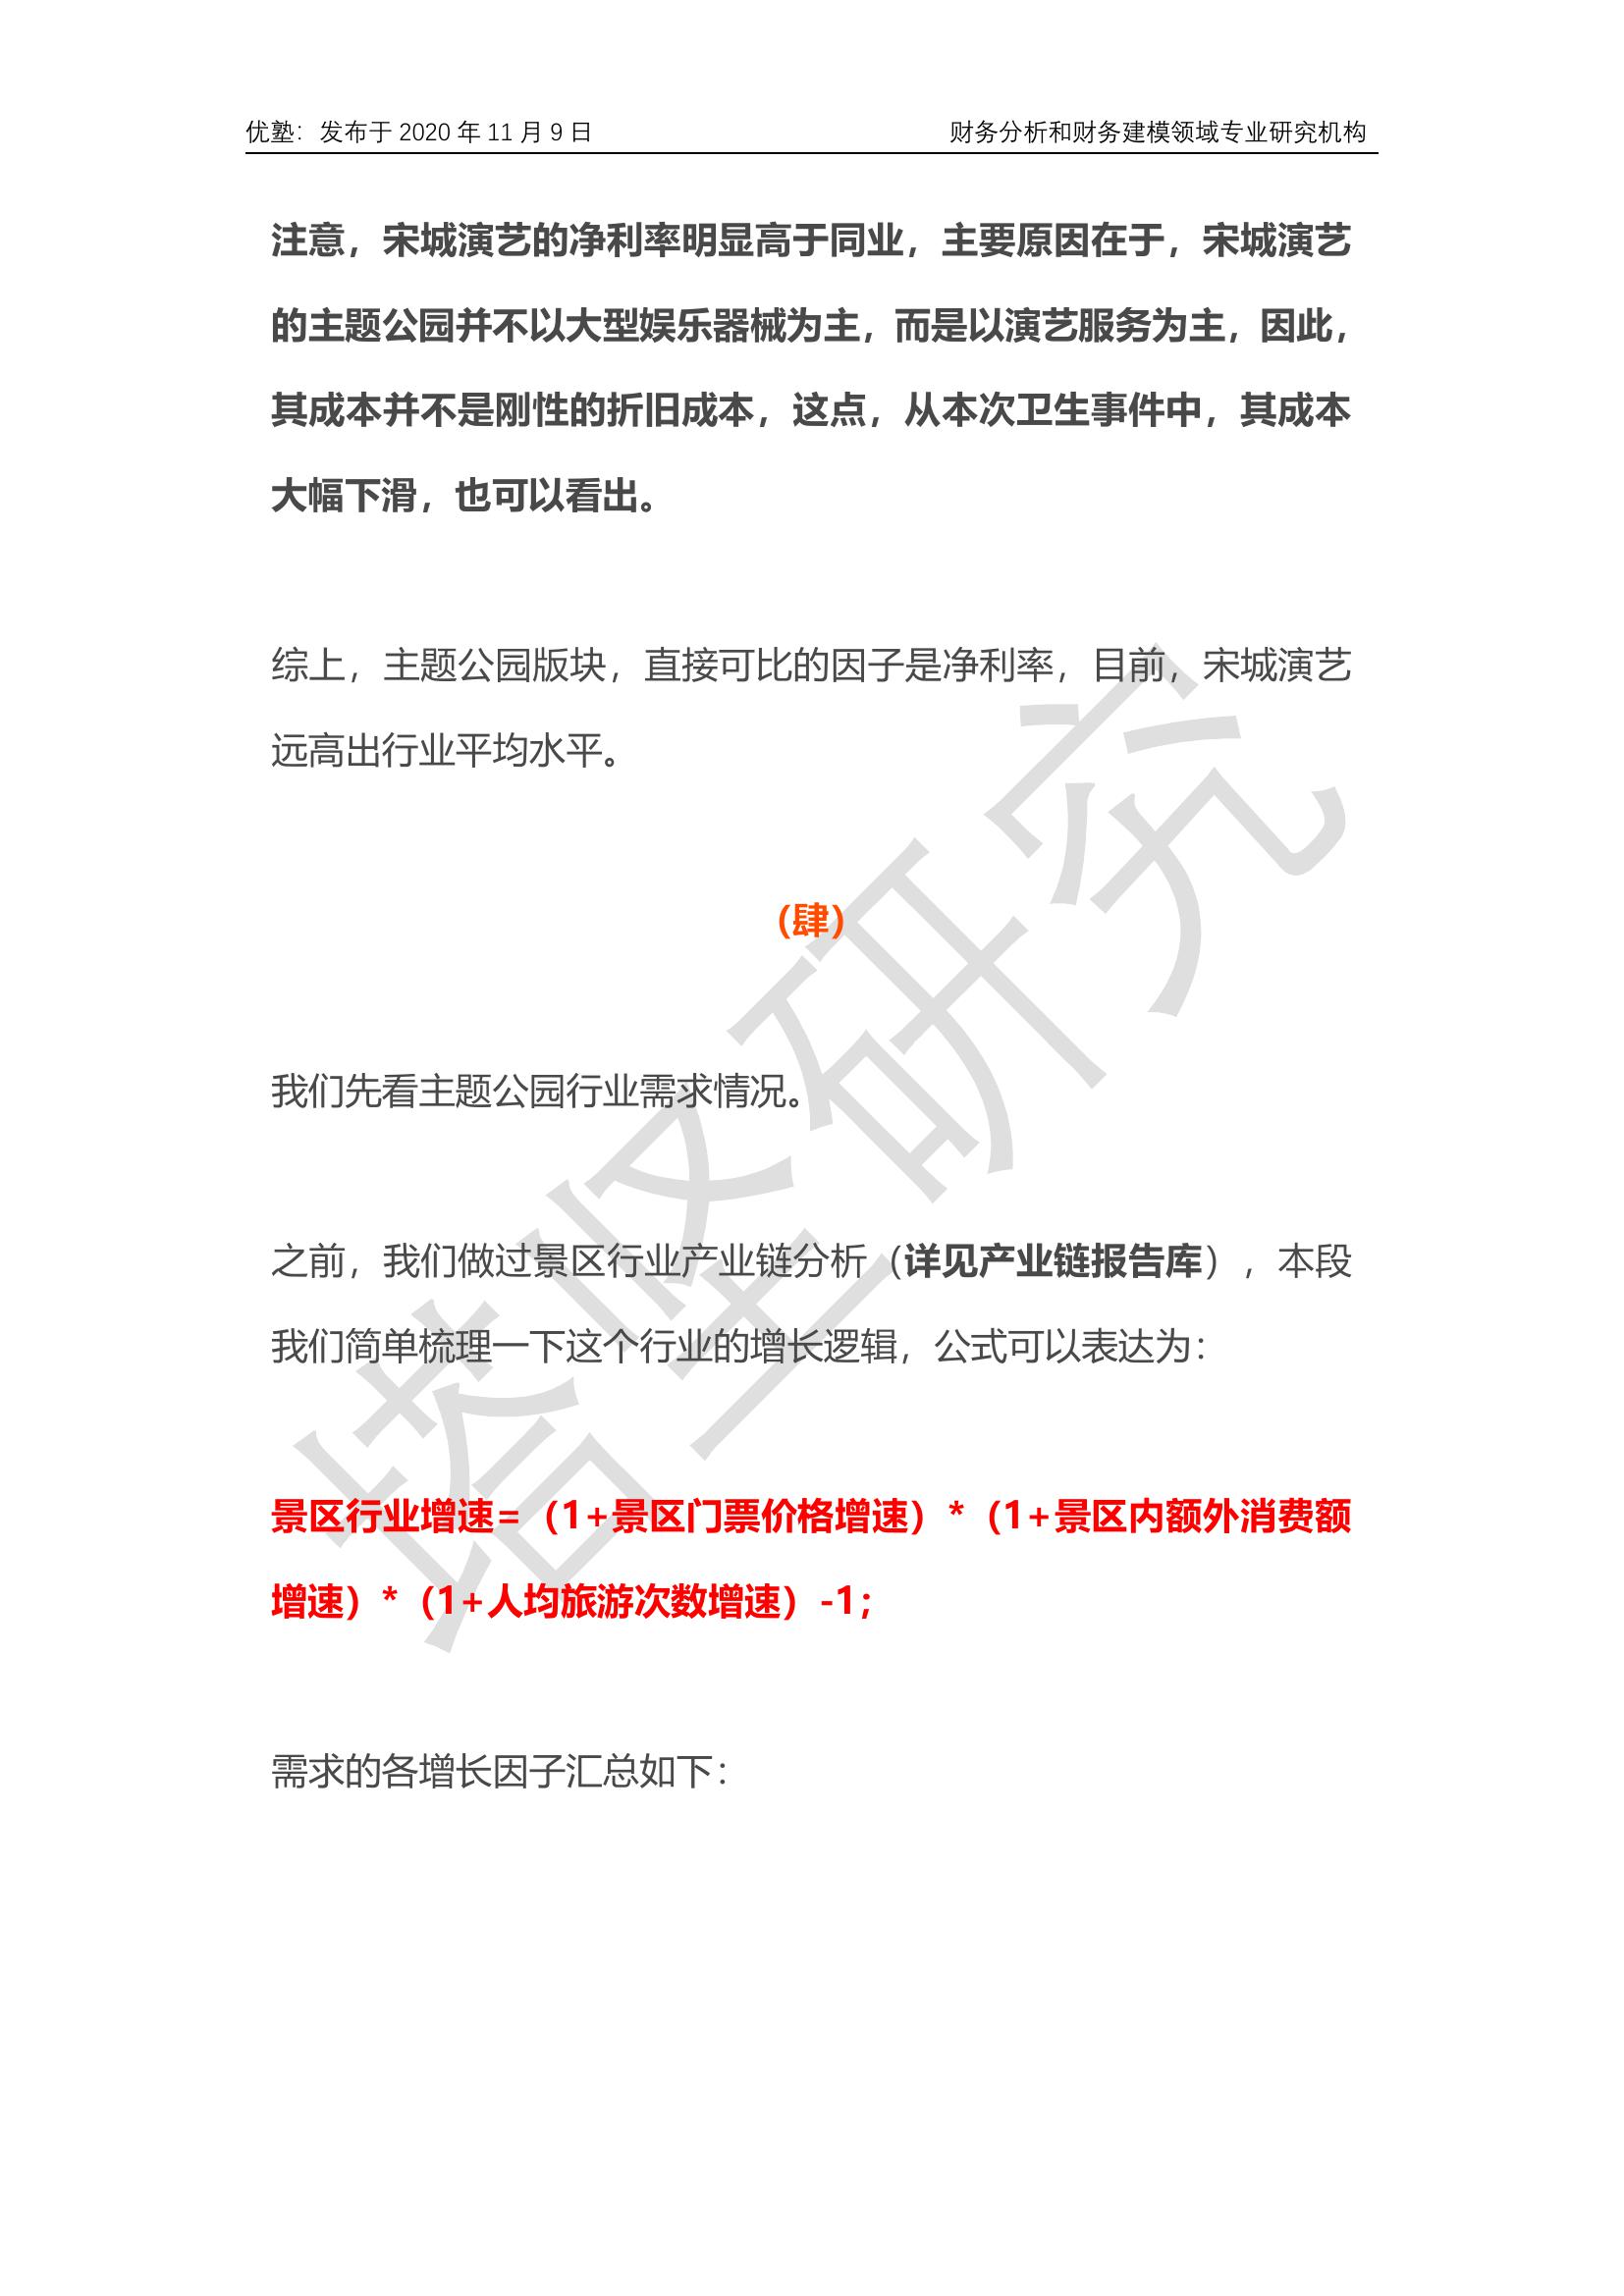 优塾：发布于 2020 年 11 月 9 日 财务分析和财务建模领域专业研究机构
注意，宋城演艺的净利率明显高于同业，主要原因在于，宋城演艺
的主题公园并不以大型娱乐器械为主，而是以演艺服务为主，因此，
其成本并不是刚性的折旧成本，这点，从本次卫生事件中，其成本
大幅下滑，也可以看出。
综上，主题公园版块，直接可比的因子是净利率，目前，宋城演艺
远高出行业平均水平。
（肆）
我们先看主题公园行业需求情况。
之前，我们做过景区行业产业链分析（详见产业链报告库），本段
我们简单梳理一下这个行业的增长逻辑，公式可以表达为：
景区行业增速=（1+景区门票价格增速）*（1+景区内额外消费额
增速）*（1+人均旅游次数增速）-1；
需求的各增长因子汇总如下：
塔坚研究